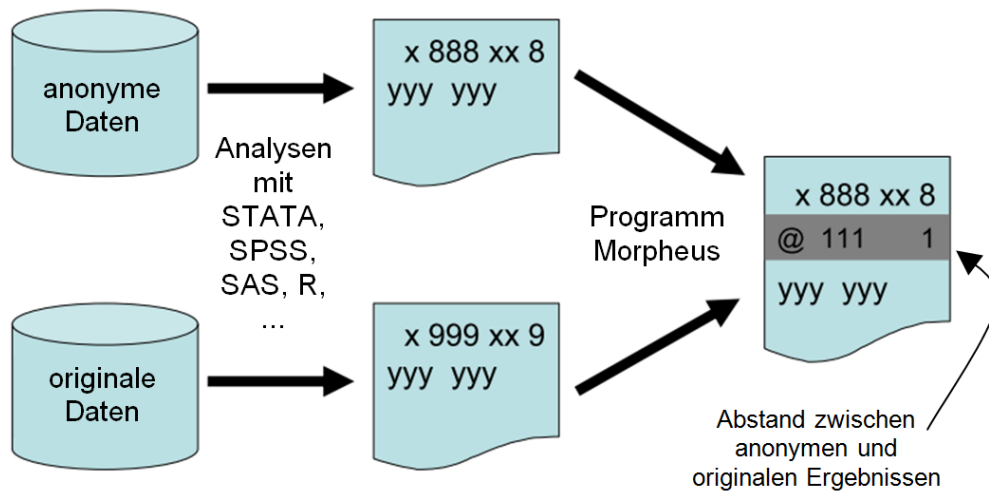 anonyme
Daten
x 888 xx 8
yyy yyy
Analysen
mit
STATA,
SPSS,
SAS, R,
...
originale
Daten
x 999 xx 9
yyy yyy
Programm
Morpheus
x 888 xx 8
@ 111 1
yyy yyy
Abstand zwischen
anonymen und
originalen Ergebnissen